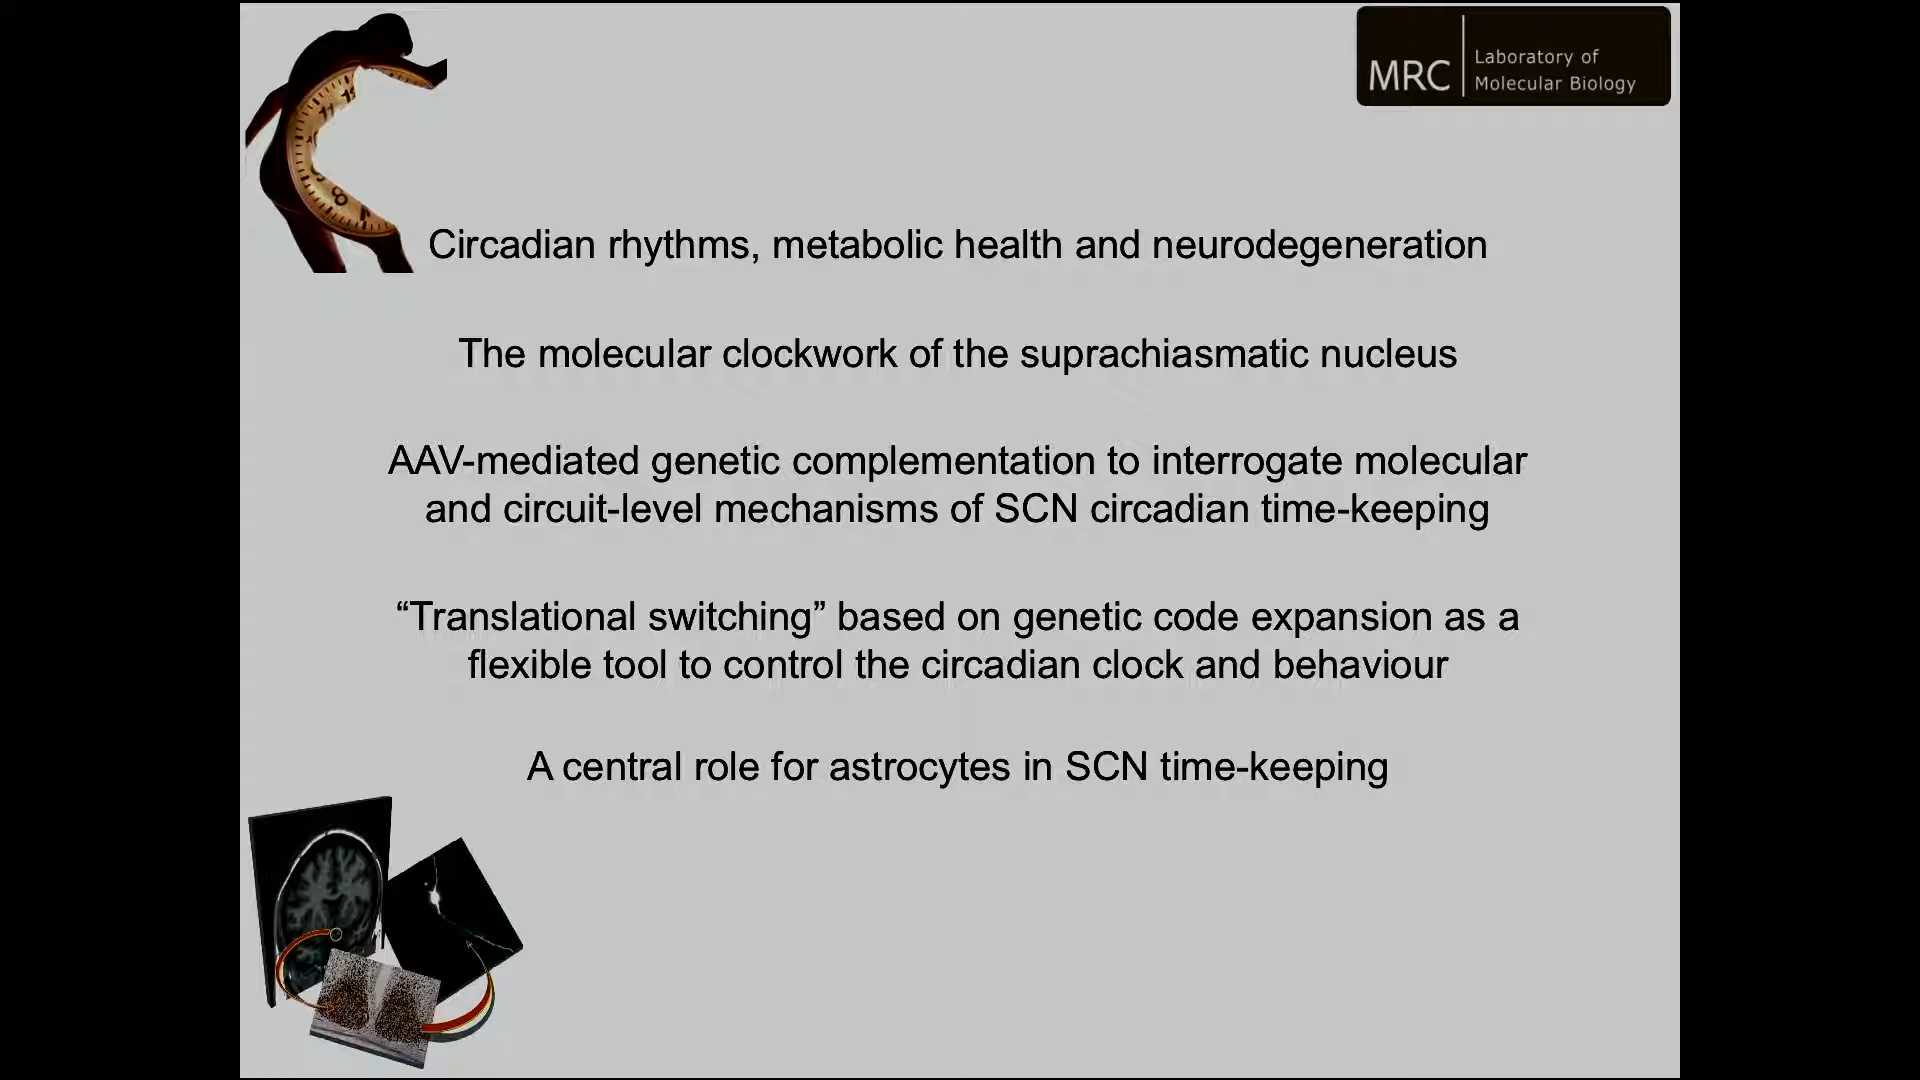 MRC
Laboratory of
Molecular Biology
Circadian rhythms, metabolic health and neurodegeneration
The molecular clockwork of the suprachiasmatic nucleus
AAV-mediated genetic complementation to interrogate molecular
and circuit-level mechanisms of SCN circadian time-keeping
“Translational switching” based on genetic code expansion as a
flexible tool to control the circadian clock and behaviour
A central role for astrocytes in SCN time-keeping